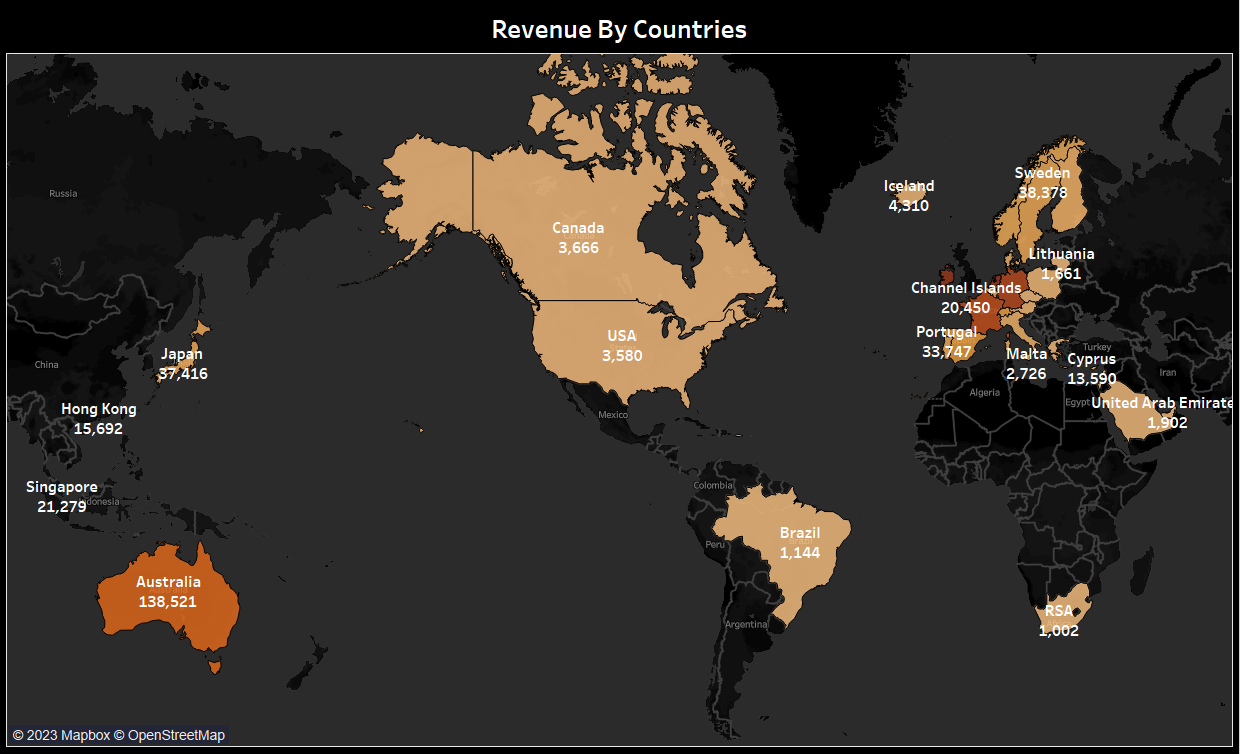 Revenue By Countries
Russia
Iceland
4,310
Sweden
38,378
Canada
3,666
Lithuania
1,661
Channel Islands
20,450
USA
3,580
Portugal
33,747
Japan
37,416
China
Malta
2,726
Turkey
Cyprus
13,590
Iran
Algeria
Egypt
United Arab Emirate
1,902
Hong Kong
15,692
Mexico
Singapore
21,279
Colombia
Brazil
1,144
Peru
Australia
138,521
Argentina
RSA
1,002
© 2023 Mapbox © OpenStreetMap